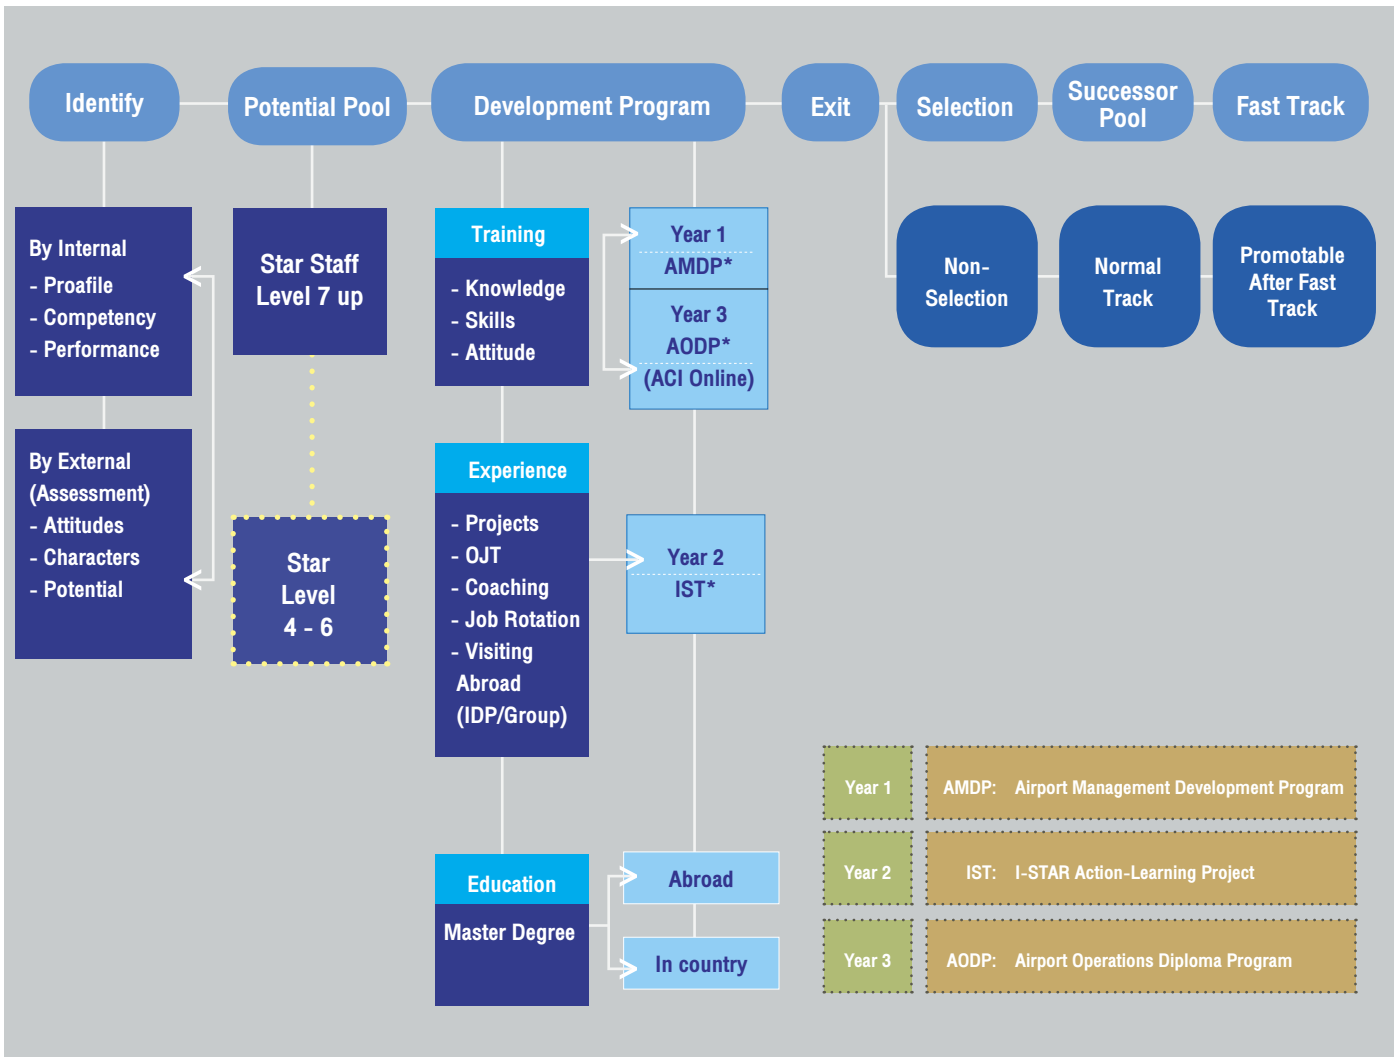 Identify
Potential Pool
Development Program
Exit
Selection
Successor
Pool
Fast Track
By Internal
- Proafile
- Competency
- Performance
By External
(Assessment)
- Attitudes
- Characters
- Potential
Star Staff
Level 7 up
Star
Level
4 - 6
Training
- Knowledge
- Skills
- Attitude
Year 1
AMDP*
Year 3
AODP*
(ACI Online)
Experience
- Projects
- OJT
- Coaching
- Job Rotation
- Visiting
Abroad
(IDP/Group)
Year 2
IST*
Education
Master Degree
Abroad
In country
Non-
Selection
Normal
Track
Promotable
After Fast
Track
Year 1
AMDP: Airport Management Development Program
Year 2
IST: I-STAR Action-Learning Project
Year 3
AODP: Airport Operations Diploma Program